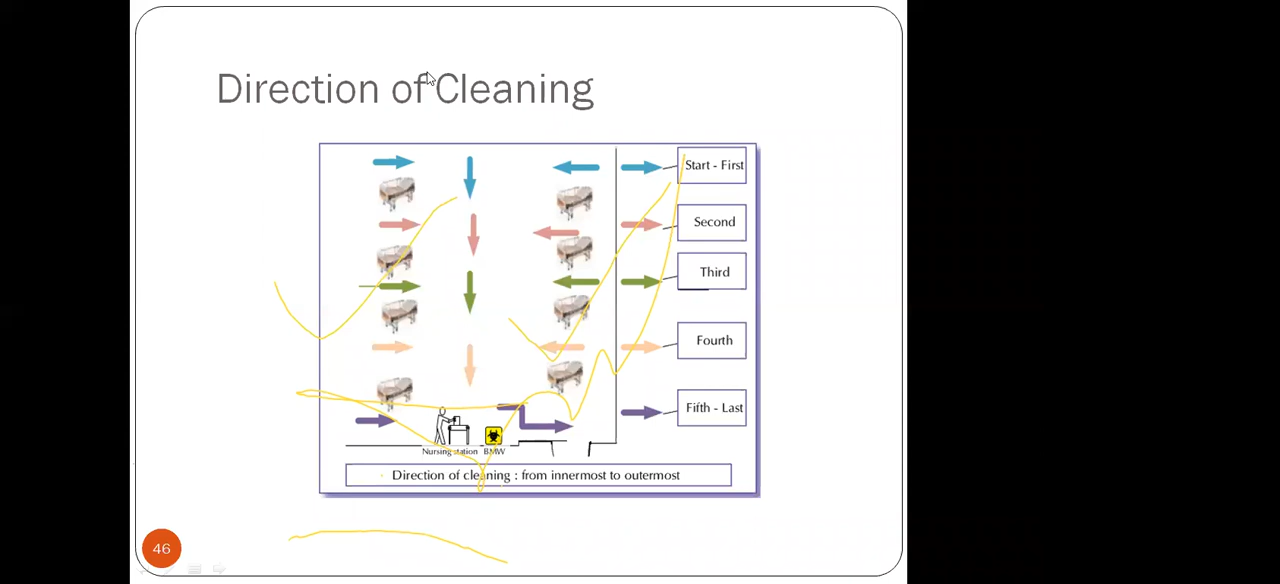 Direction of Cleaning
Start - First
Second
Third
Fourth
Fifth - Last
Nursing station BMW
Direction of cleaning : from innermost to outermost
46